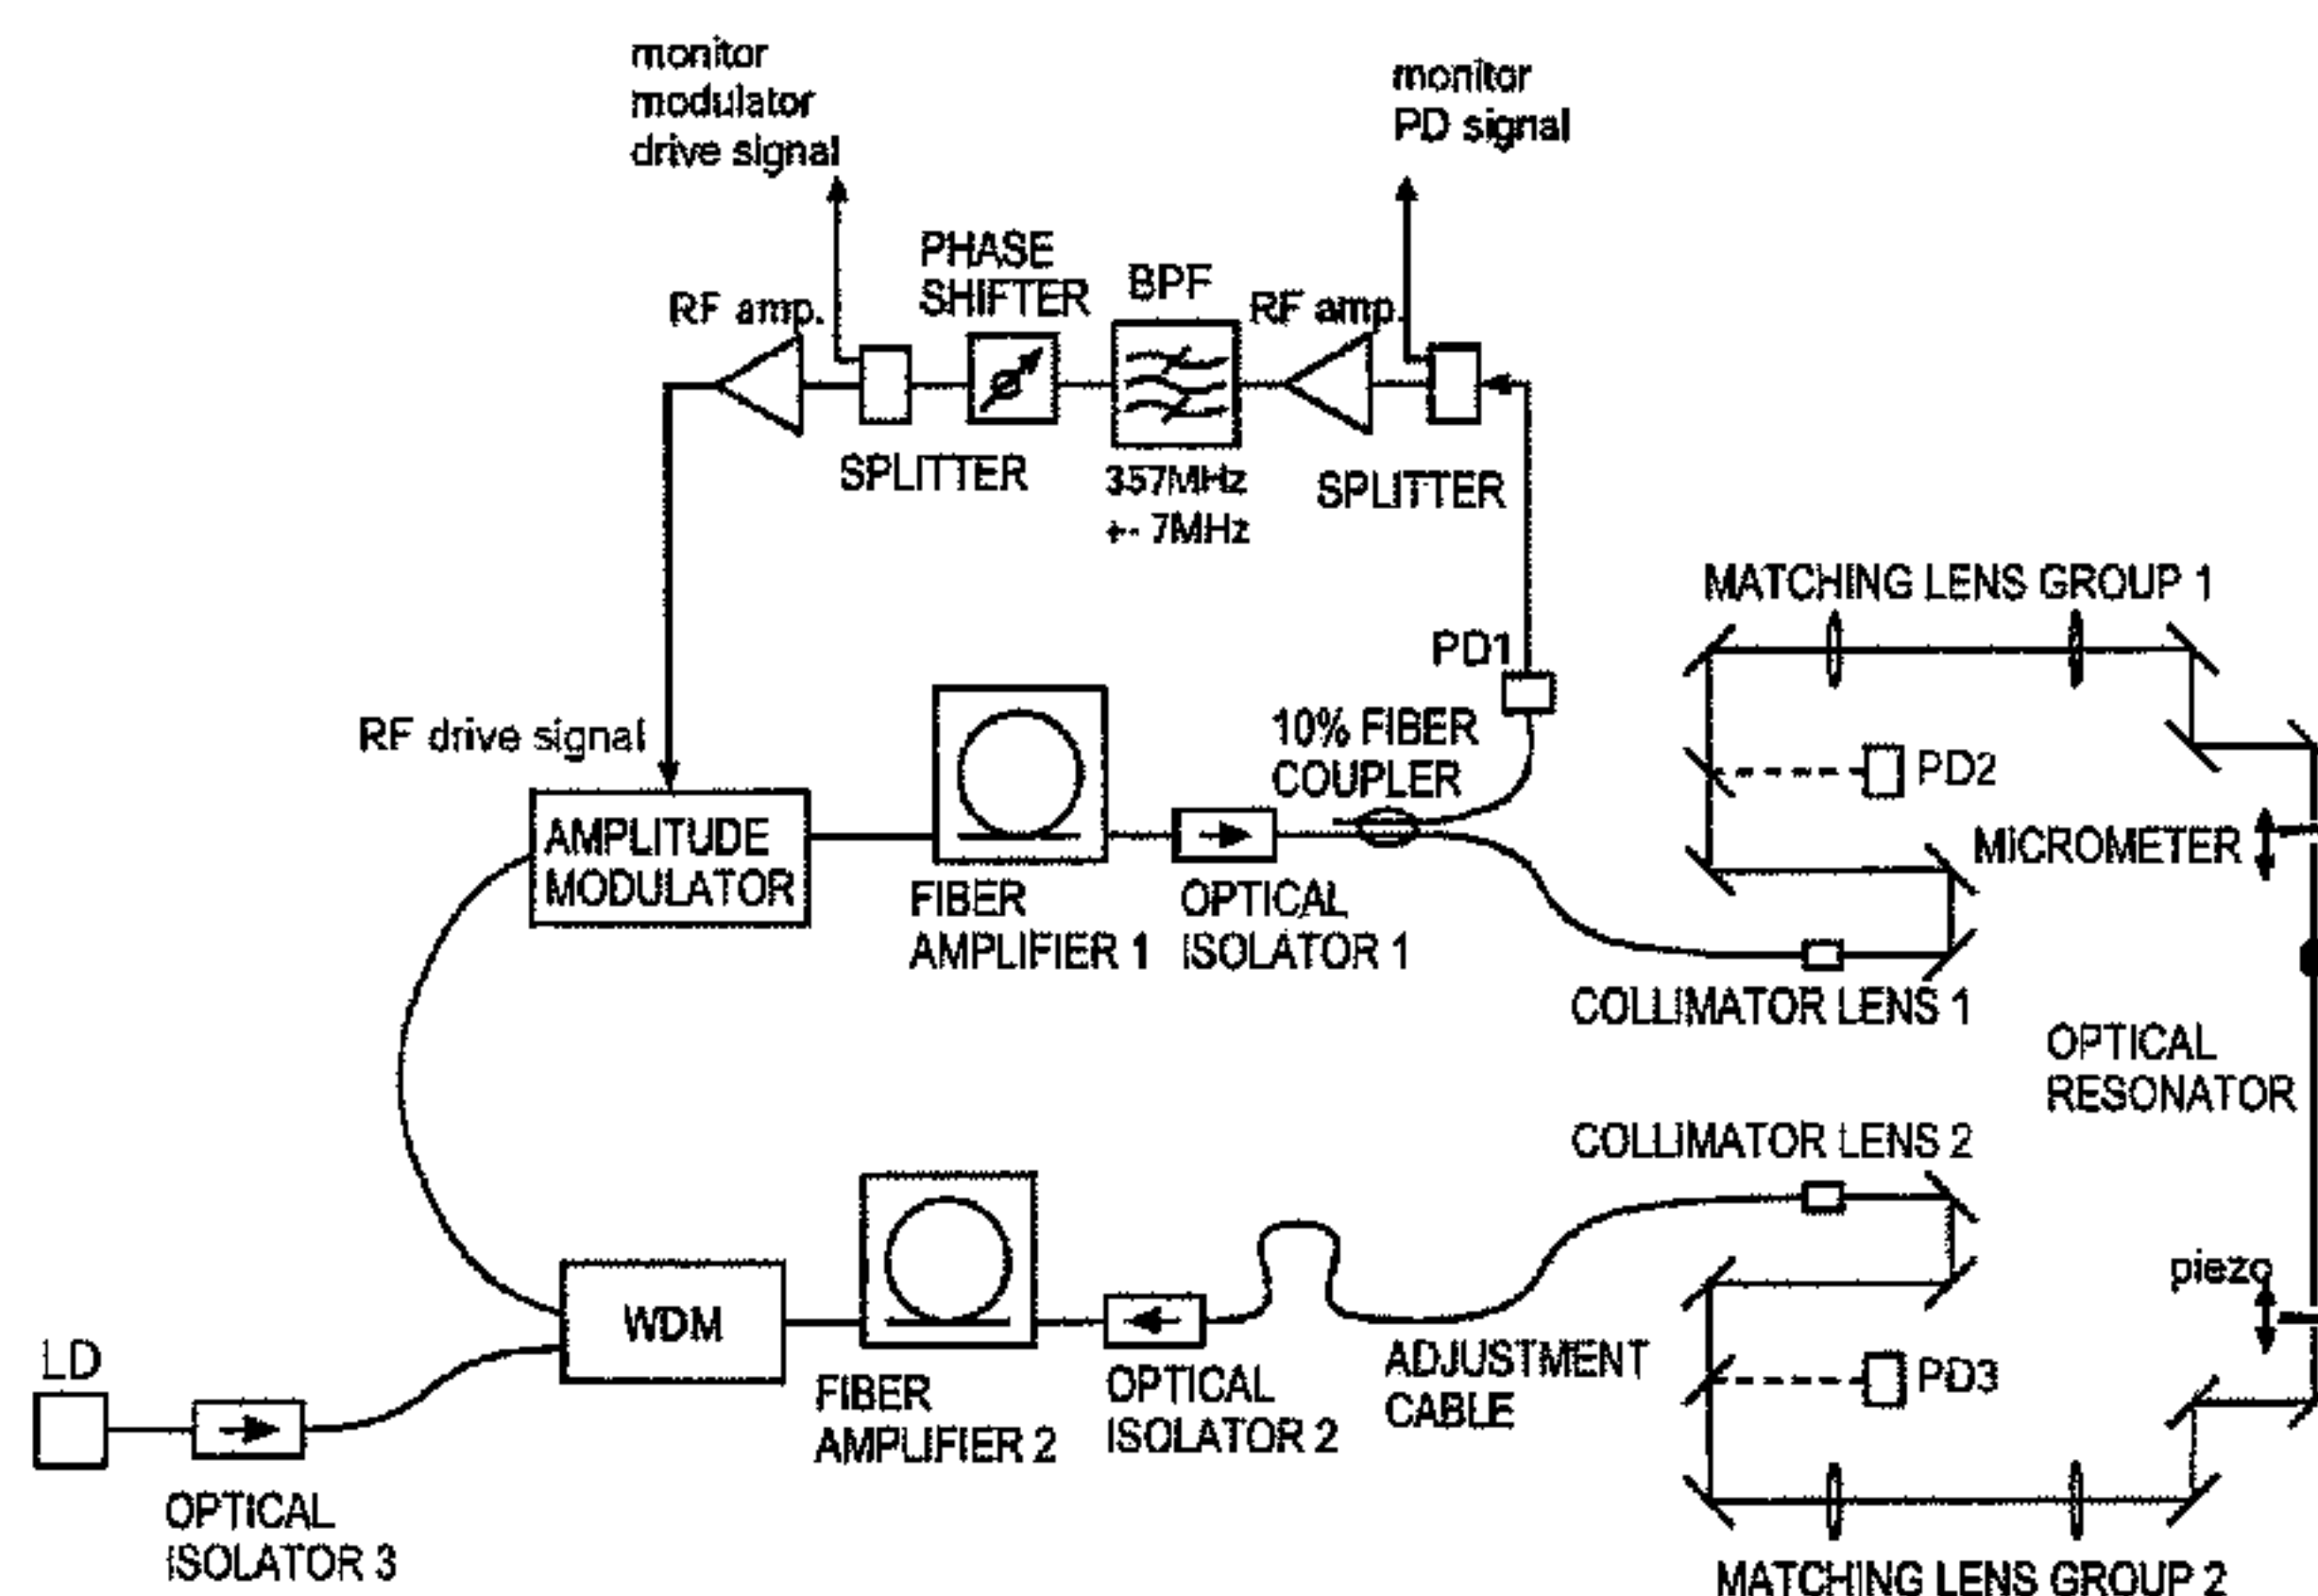 monitor
modulator
drive signal
monitor
PD signal
PHASE
SHIFTER
BPF
RF amp.
RF amp.
SPLITTER
357MHz
+- 7MHz
SPLITTER
MATCHING LENS GROUP 1
PD1
RF drive signal
10% FIBER
COUPLER
PD2
MICROMETER
AMPLITUDE
MODULATOR
FIBER
AMPLIFIER 1
OPTICAL
ISOLATOR 1
COLLIMATOR LENS 1
OPTICAL
RESONATOR
COLLIMATOR LENS 2
piezo
WDM
LD
FIBER
AMPLIFIER 2
OPTICAL
ISOLATOR 2
ADJUSTMENT
CABLE
PD3
OPTICAL
ISOLATOR 3
MATCHING LENS GROUP 2